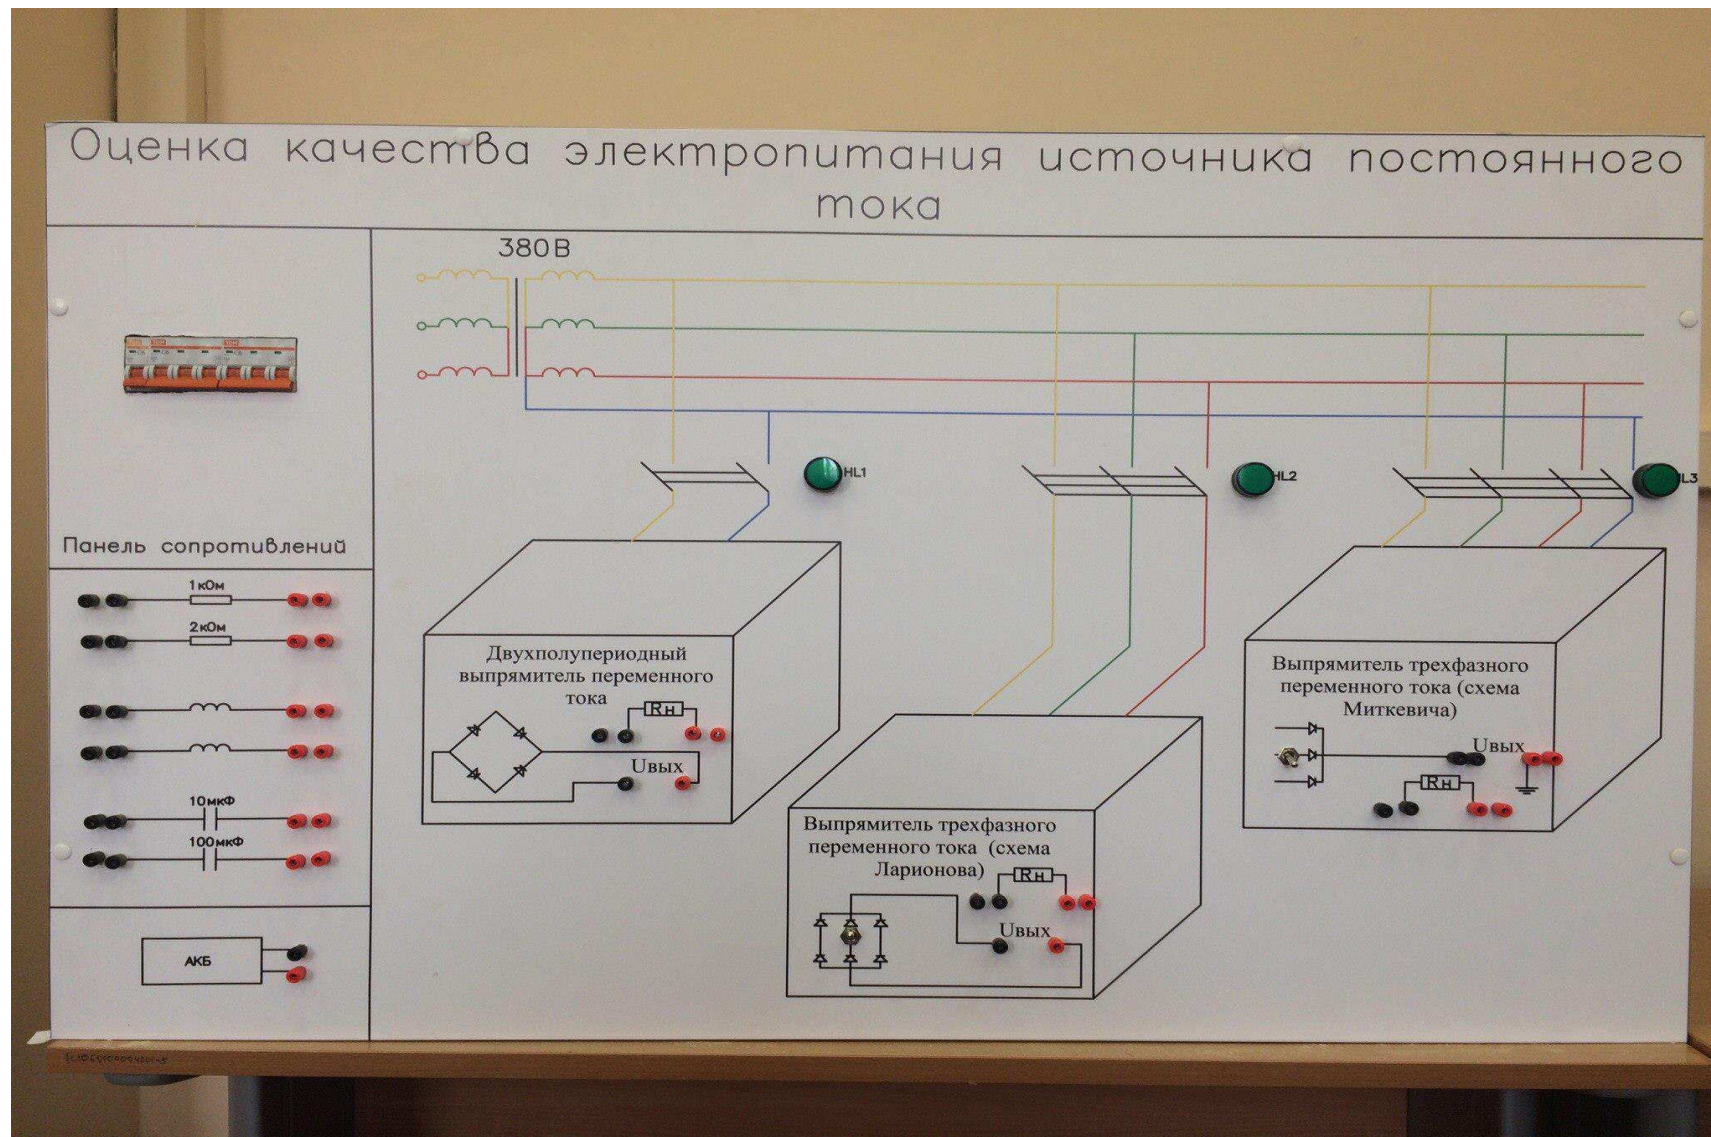 Оценка качества электропитания источника постоянного
тока
380В
HL1
HL2
HL3
Панель сопротивлений
1кОм
2кОм
10мкФ
100мкФ
АКБ
Двухполупериодный
выпрямитель переменного
тока
Rн
Uвых
Выпрямитель трехфазного
переменного тока (схема
Ларионова)
Rн
Uвых
Выпрямитель трехфазного
переменного тока (схема
Миткевича)
Uвых
Rн